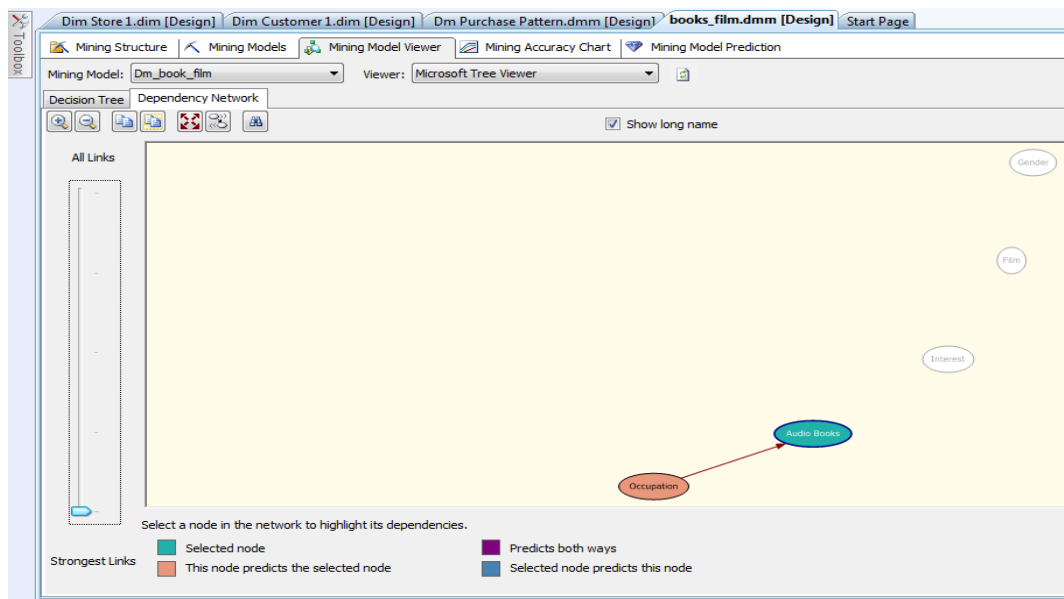 Toolbox
Dim Store 1.dim [Design] Dim Customer 1.dim [Design] Dm Purchase Pattern.dmm [Design] books_film.dmm [Design] Start Page
Mining Structure Mining Models Mining Model Viewer Mining Accuracy Chart Mining Model Prediction
Mining Model: Dm_book_film Viewer: Microsoft Tree Viewer
Decision Tree Dependency Network
Show long name
All Links
Gender
Film
Interest
Audio Books
Occupation
Select a node in the network to highlight its dependencies.
Strongest Links
Selected node Predicts both ways
This node predicts the selected node Selected node predicts this node